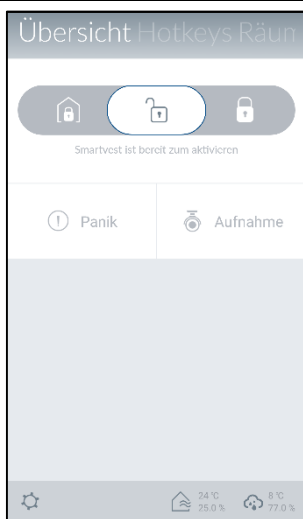 Übersicht Hotkeys Räun
Smartvest ist bereit zum aktivieren
Panik
Aufnahme
24 °C
25.0 %
8 °C
77.0 %